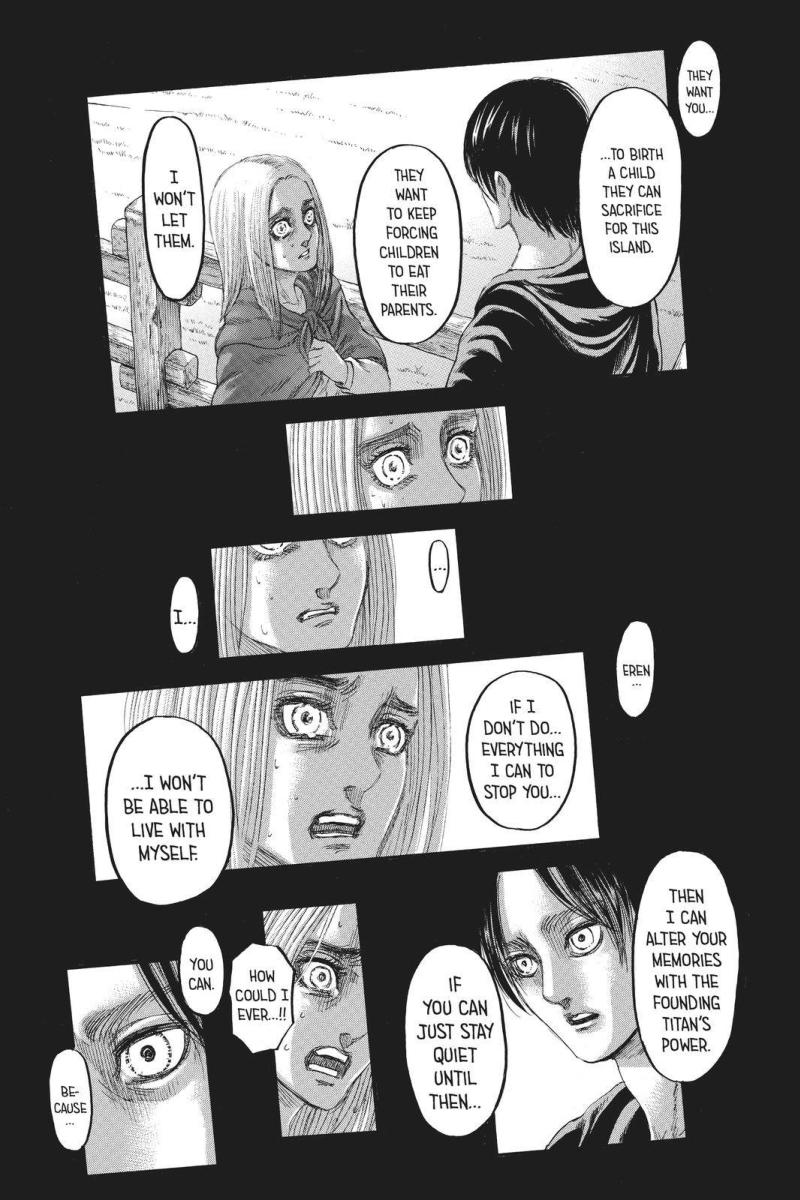 THEY
WANT
YOU...
...TO BIRTH
A CHILD
THEY CAN
SACRIFICE
FOR THIS
ISLAND.
THEY
WANT
TO KEEP
FORCING
CHILDREN
TO EAT
THEIR
PARENTS.
I
WON'T
LET
THEM.
...
I...
EREN
...
IF I
DON'T DO...
EVERYTHING
I CAN TO
STOP YOU...
...I WON'T
BE ABLE TO
LIVE WITH
MYSELF.
THEN
I CAN
ALTER YOUR
MEMORIES
WITH THE
FOUNDING
TITAN'S
POWER.
IF
YOU CAN
JUST STAY
QUIET
UNTIL
THEN...
HOW
COULD I
EVER...!!
YOU
CAN.
BE-
CAUSE
...